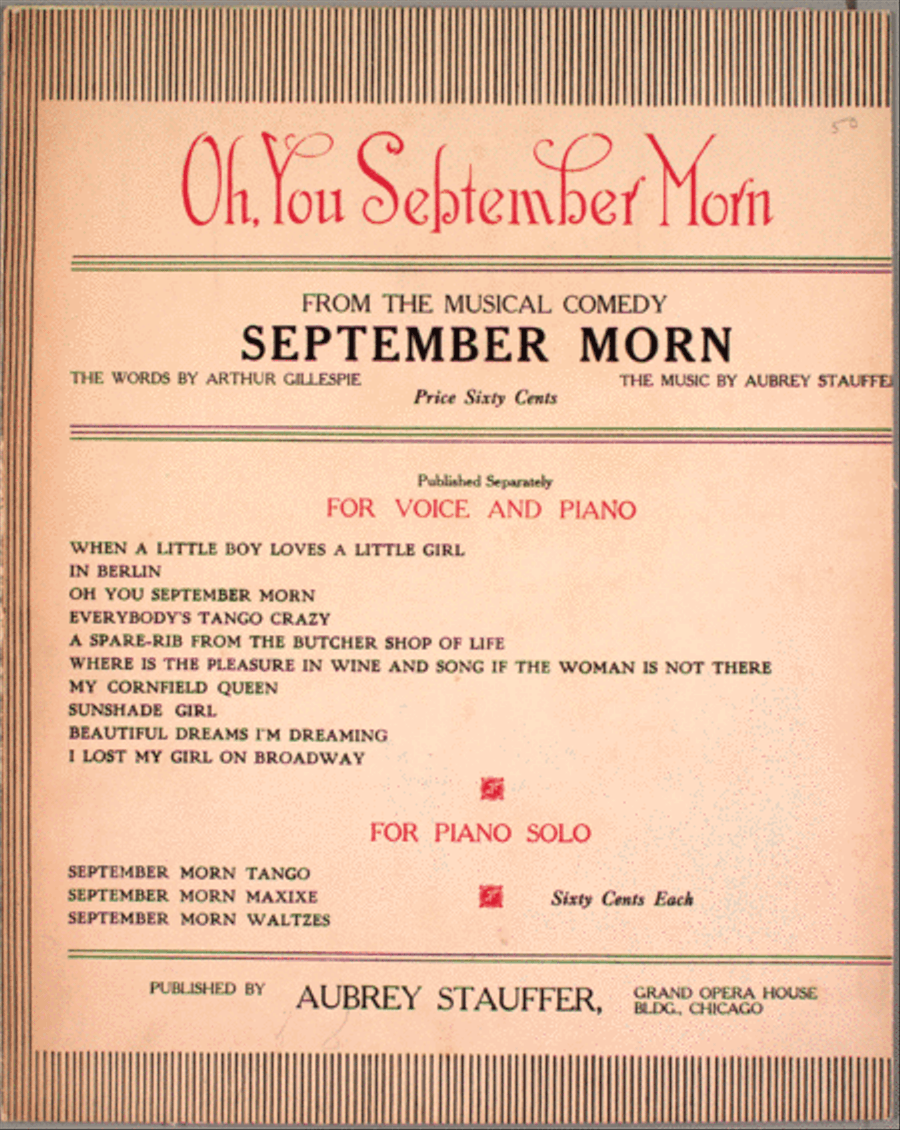 50
Oh, You September Morn
FROM THE MUSICAL COMEDY
SEPTEMBER MORN
THE WORDS BY ARTHUR GILLESPIE
THE MUSIC BY AUBREY STAUFFE
Price Sixty Cents
Published Separately
FOR VOICE AND PIANO
WHEN A LITTLE BOY LOVES A LITTLE GIRL
IN BERLIN
OH YOU SEPTEMBER MORN
EVERYBODY'S TANGO CRAZY
A SPARE-RIB FROM THE BUTCHER SHOP OF LIFE
WHERE IS THE PLEASURE IN WINE AND SONG IF THE WOMAN IS NOT THERE
MY CORNFIELD QUEEN
SUNSHADE GIRL
BEAUTIFUL DREAMS I'M DREAMING
I LOST MY GIRL ON BROADWAY
FOR PIANO SOLO
SEPTEMBER MORN TANGO
SEPTEMBER MORN MAXIXE
SEPTEMBER MORN WALTZES
Sixty Cents Each
PUBLISHED BY
AUBREY STAUFFER,
GRAND OPERA HOUSE
BLDG., CHICAGO